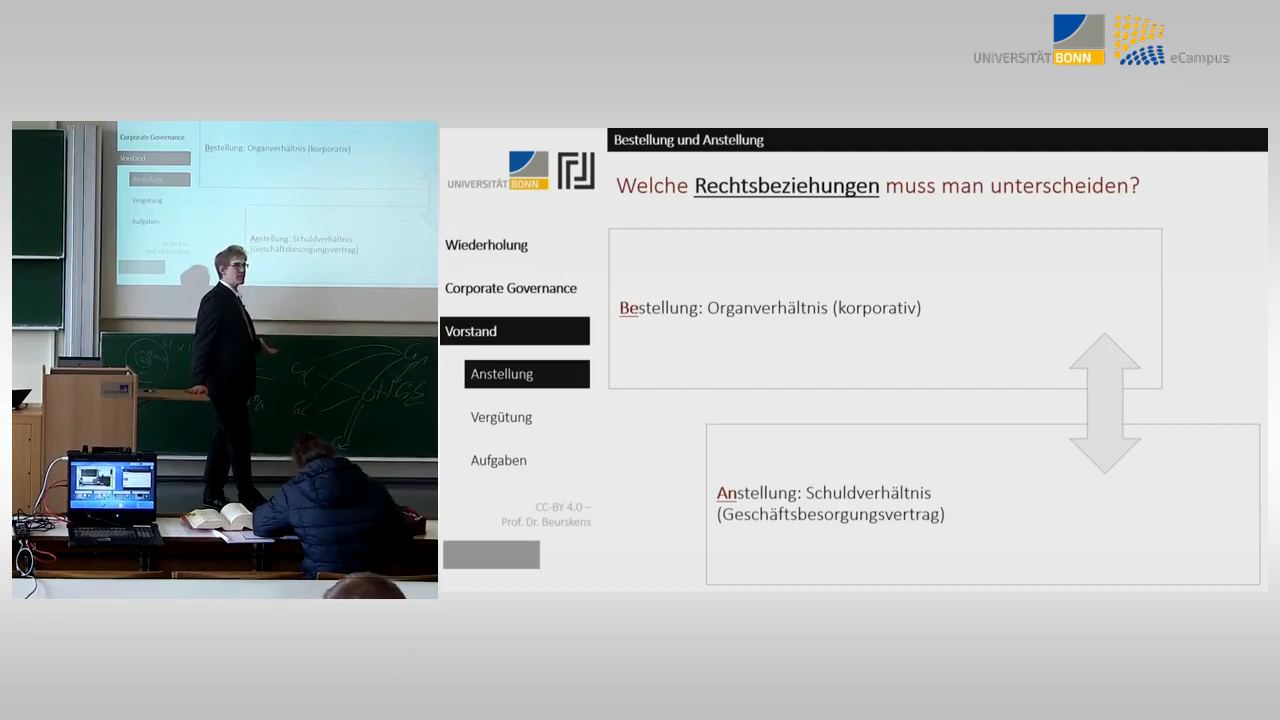 UNIVERSITÄT BONN
eCampus
Corporate Governance
Vorstand
Anstellung
Vergütung
Aufgaben
Bestellung: Organverhältnis (korporativ)
Anstellung: Schuldverhältnis
(Geschäftsbesorgungsvertrag)
UNIVERSITÄT BONN
Bestellung und Anstellung
Welche Rechtsbeziehungen muss man unterscheiden?
Wiederholung
Corporate Governance
Vorstand
Anstellung
Vergütung
Aufgaben
CC-BY 4.0 –
Prof. Dr. Beurskens
Bestellung: Organverhältnis (korporativ)
Anstellung: Schuldverhältnis
(Geschäftsbesorgungsvertrag)